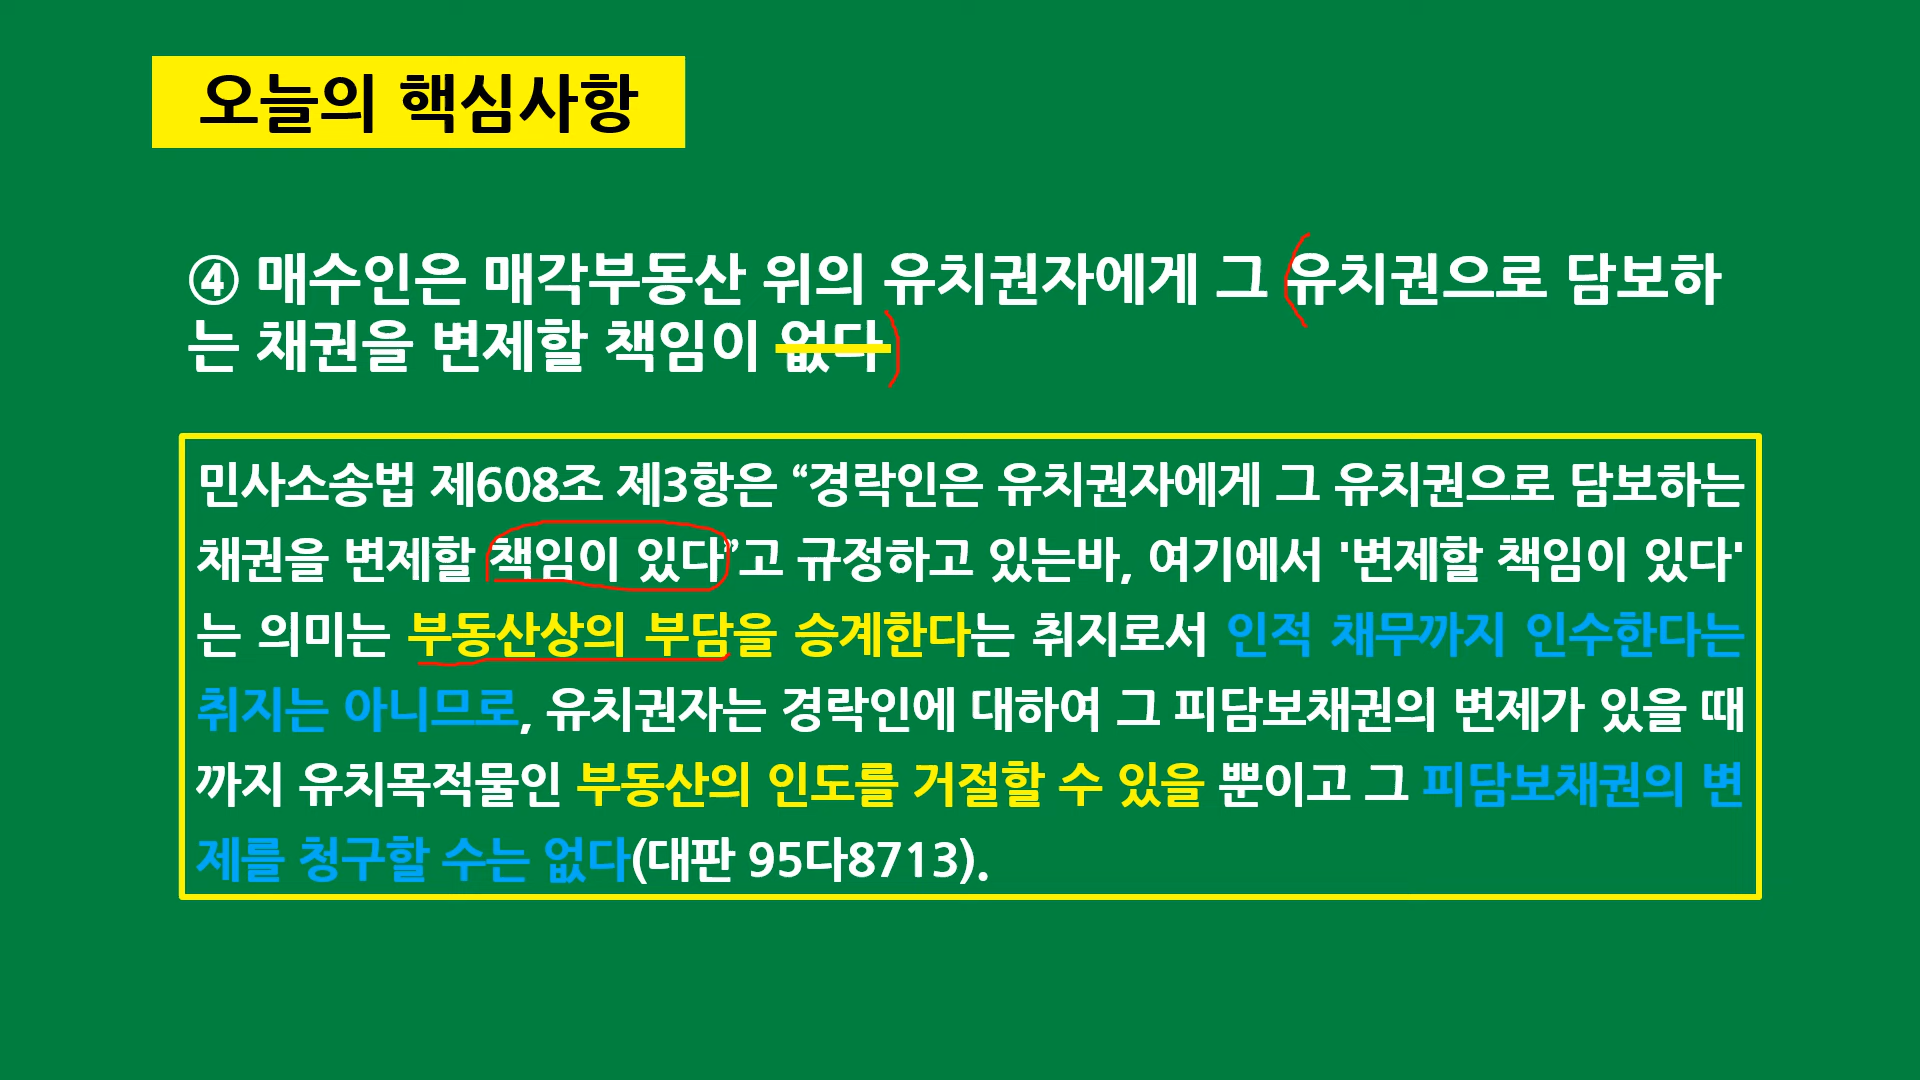 오늘의 핵심사항
④ 매수인은 매각부동산 위의 유치권자에게 그 유치권으로 담보하
는 채권을 변제할 책임이 없다
민사소송법 제608조 제3항은 “경락인은 유치권자에게 그 유치권으로 담보하는
채권을 변제할 책임이 있다”고 규정하고 있는바, 여기에서 '변제할 책임이 있다'
는 의미는 부동산상의 부담을 승계한다는 취지로서 인적 채무까지 인수한다는
취지는 아니므로, 유치권자는 경락인에 대하여 그 피담보채권의 변제가 있을 때
까지 유치목적물인 부동산의 인도를 거절할 수 있을 뿐이고 그 피담보채권의 변
제를 청구할 수는 없다(대판 95다8713).